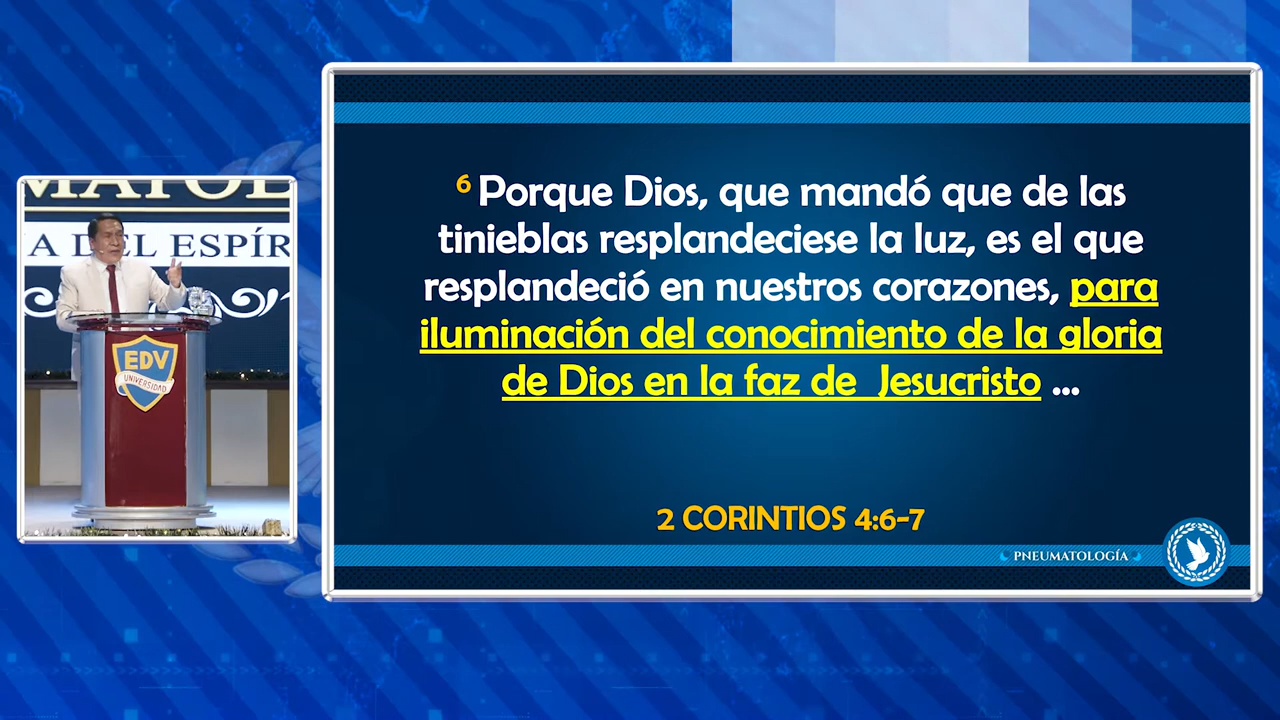 MATOL
A DEL ESPÍR
EDV
UNIVERSIDAD
6 Porque Dios, que mandó que de las
tinieblas resplandeciese la luz, es el que
resplandeció en nuestros corazones, para
iluminación del conocimiento de la gloria
de Dios en la faz de Jesucristo ...
2 CORINTIOS 4:6-7
PNEUMATOLOGÍA